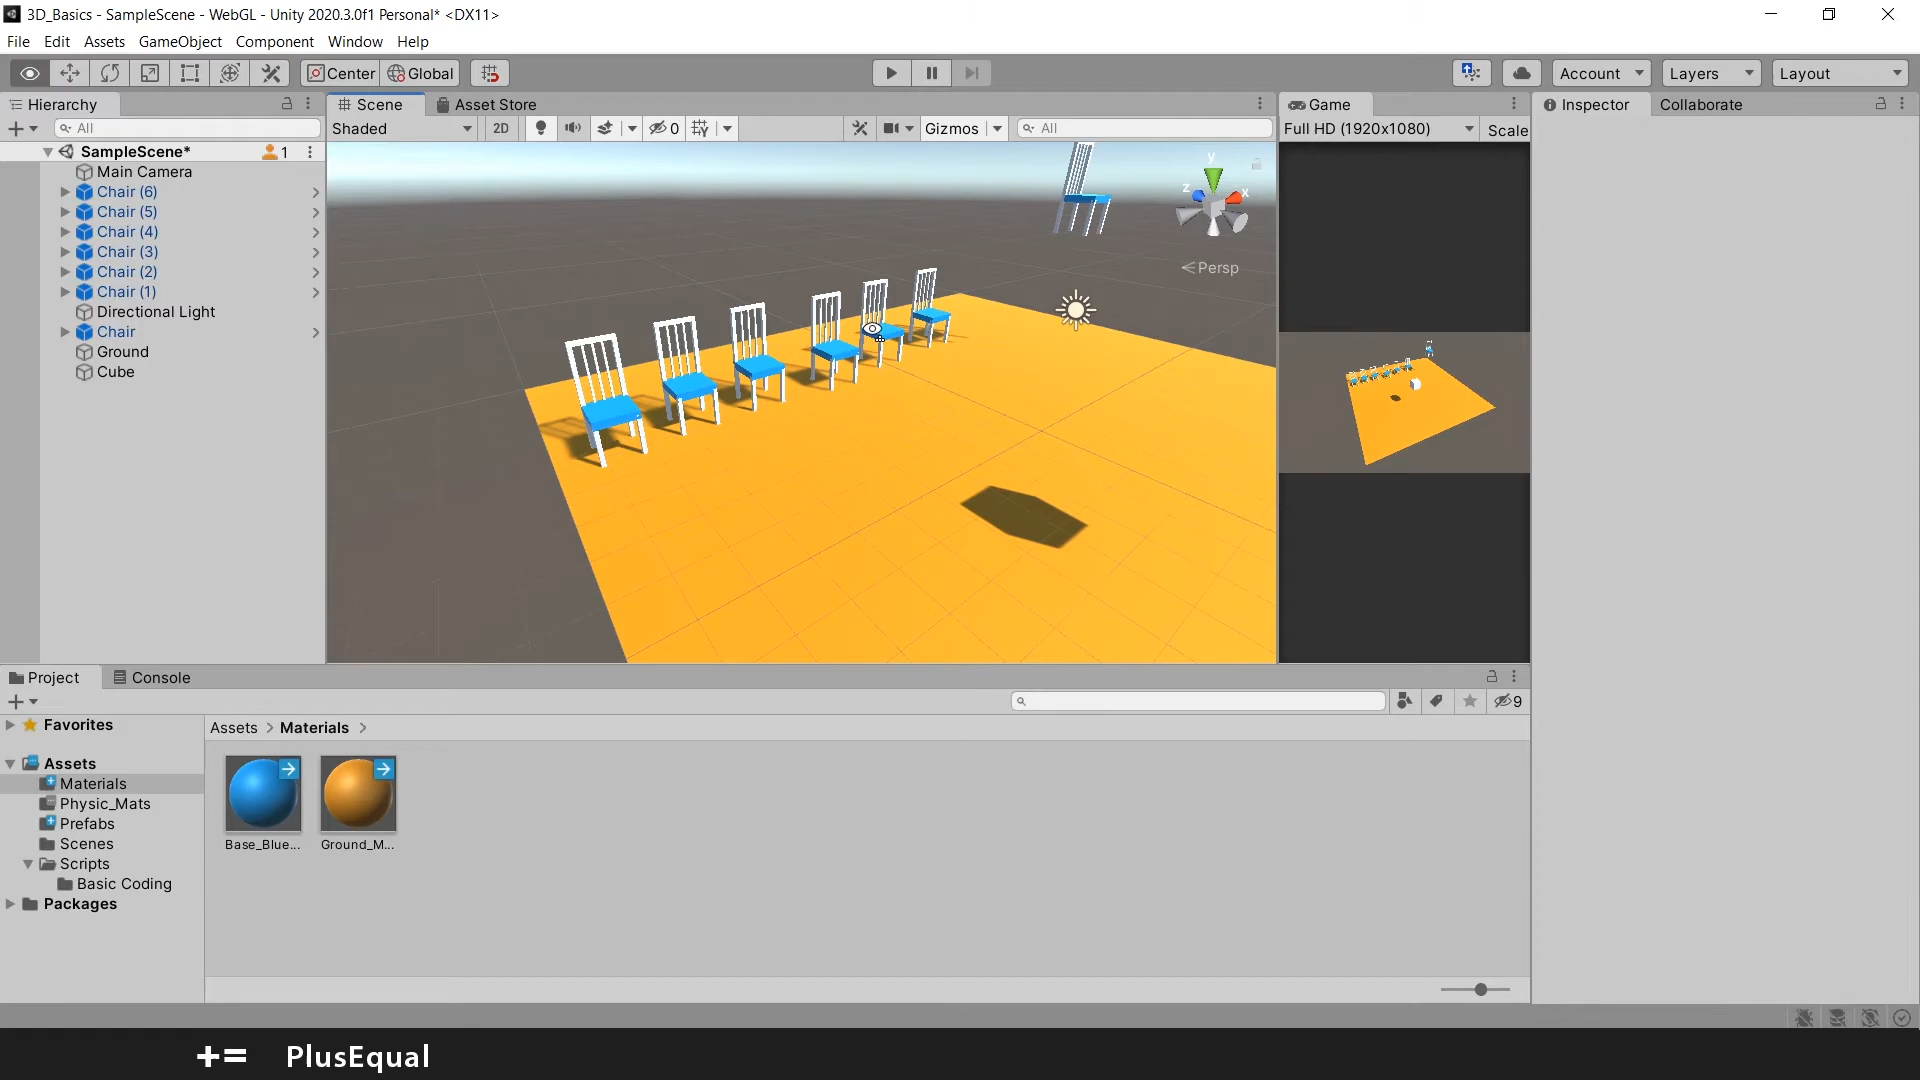 3D_Basics - SampleScene - WebGL - Unity 2020.3.0f1 Personal* <DX11>
File Edit Assets GameObject Component Window Help
Center Global Account Layers Layout
Hierarchy Scene Asset Store Game Inspector Collaborate
All Shaded 2D 0 Gizmos All Full HD (1920x1080) Scale
SampleScene* 1
Main Camera
Chair (6)
Chair (5)
Chair (4)
Chair (3)
Chair (2)
Chair (1)
Directional Light
Chair
Ground
Cube
y
z x
Persp
Project Console
9
Favorites
Assets > Materials >
Assets
Materials
Physic_Mats
Prefabs
Scenes
Scripts
Basic Coding
Packages
Base_Blue... Ground_M...
+= PlusEqual